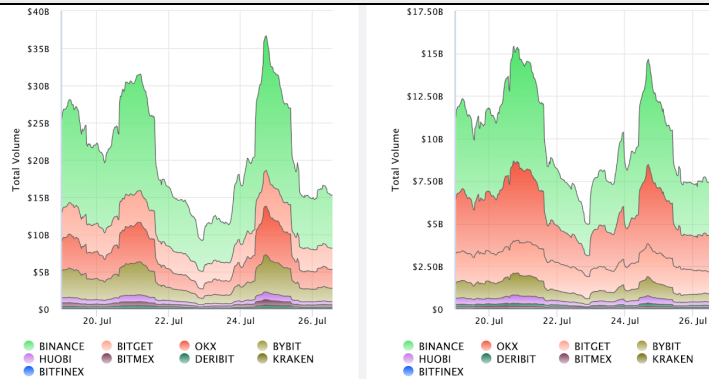 $40B
$35B
$30B
$25B
$20B
$15B
$10B
$5B
$0
Total Volume
20. Jul
22. Jul
24. Jul
26. Jul
BINANCE
BITGET
OKX
BYBIT
HUOBI
BITMEX
DERIBIT
KRAKEN
BITFINEX
$17.50B
$15B
$12.50B
$10B
$7.50B
$5B
$2.50B
$0
Total Volume
20. Jul
22. Jul
24. Jul
26. Jul
BINANCE
OKX
BITGET
BYBIT
HUOBI
DERIBIT
BITMEX
KRAKEN
BITFINEX